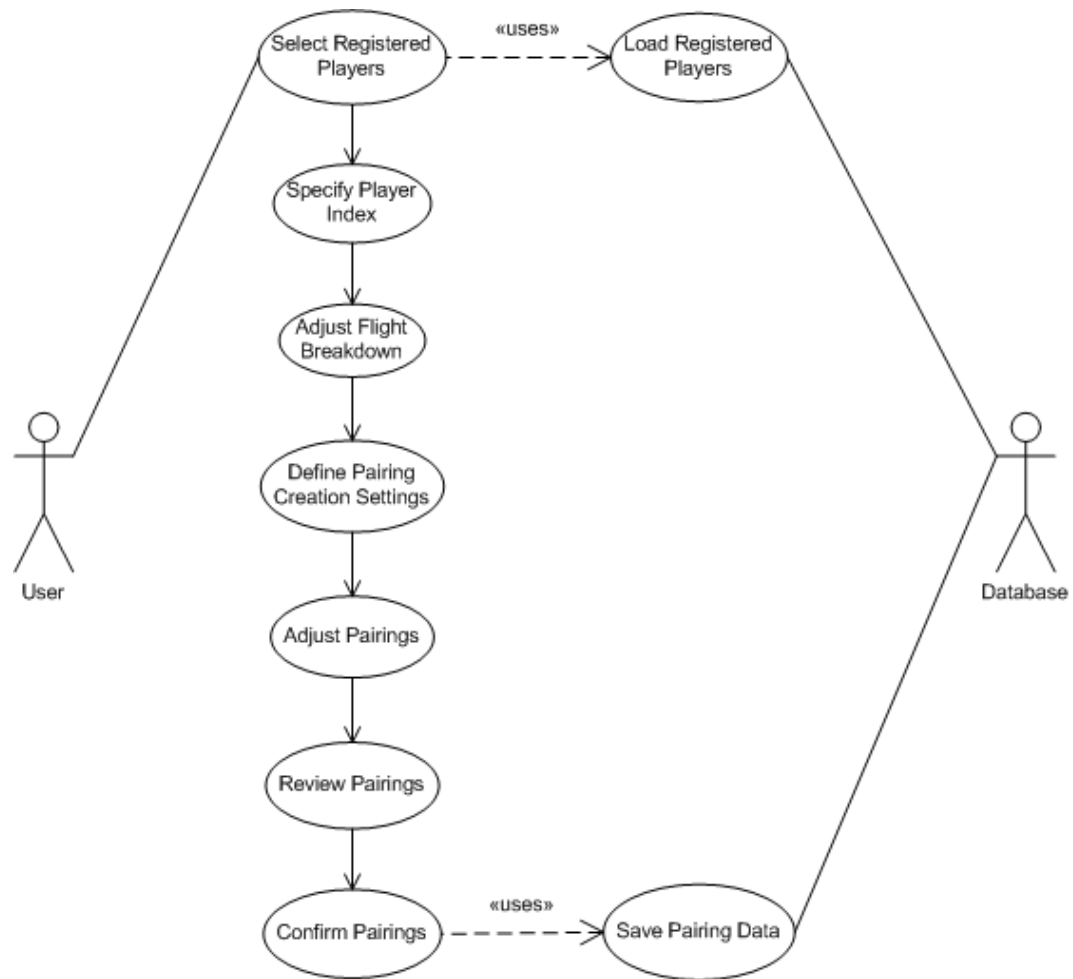 «uses»
Select Registered
Players
Load Registered
Players
Specify Player
Index
Adjust Flight
Breakdown
Define Pairing
Creation Settings
User
Database
Adjust Pairings
Review Pairings
«uses»
Confirm Pairings
Save Pairing Data